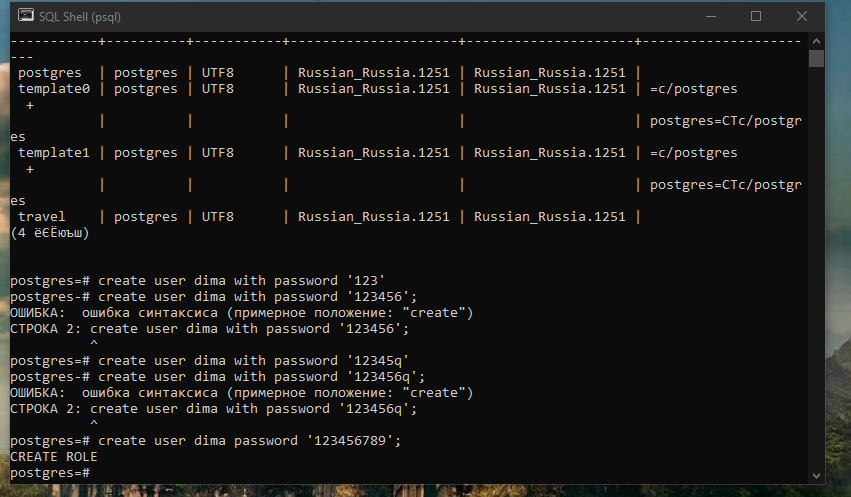 SQL Shell (psql)
-----------+----------+-----------+---------------------+---------------------+--------------------
---
 postgres  | postgres | UTF8      | Russian_Russia.1251 | Russian_Russia.1251 |
 template0 | postgres | UTF8      | Russian_Russia.1251 | Russian_Russia.1251 | =c/postgres
  +
           |          |           |                     |                     | postgres=CTc/postgr
es
 template1 | postgres | UTF8      | Russian_Russia.1251 | Russian_Russia.1251 | =c/postgres
  +
           |          |           |                     |                     | postgres=CTc/postgr
es
 travel    | postgres | UTF8      | Russian_Russia.1251 | Russian_Russia.1251 |
(4 ёЄЁюъш)
postgres=# create user dima with password '123'
postgres-# create user dima with password '123456';
ОШИБКА:  ошибка синтаксиса (примерное положение: "create")
СТРОКА 2: create user dima with password '123456';
          ^
postgres=# create user dima with password '12345q'
postgres-# create user dima with password '123456q';
ОШИБКА:  ошибка синтаксиса (примерное положение: "create")
СТРОКА 2: create user dima with password '123456q';
          ^
postgres=# create user dima password '123456789';
CREATE ROLE
postgres=#